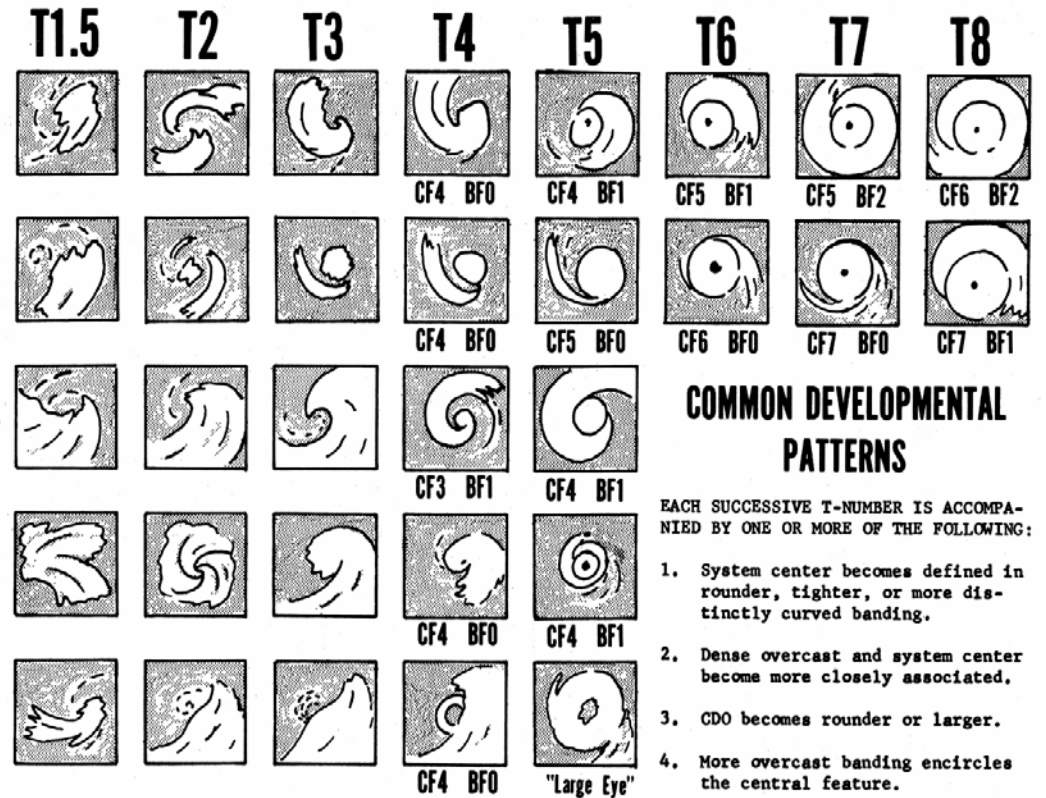 T1.5 T2 T3 T4 T5 T6 T7 T8
CF4 BF0 CF4 BF1 CF5 BF1 CF5 BF2 CF6 BF2
CF4 BF0 CF5 BF0 CF6 BF0 CF7 BF0 CF7 BF1
CF3 BF1 CF4 BF1
CF4 BF0 CF4 BF1
CF4 BF0 "Large Eye"
COMMON DEVELOPMENTAL
PATTERNS
EACH SUCCESSIVE T-NUMBER IS ACCOMPA-
NIED BY ONE OR MORE OF THE FOLLOWING:
1. System center becomes defined in
rounder, tighter, or more dis-
tinctly curved banding.
2. Dense overcast and system center
become more closely associated.
3. CDO becomes rounder or larger.
4. More overcast banding encircles
the central feature.